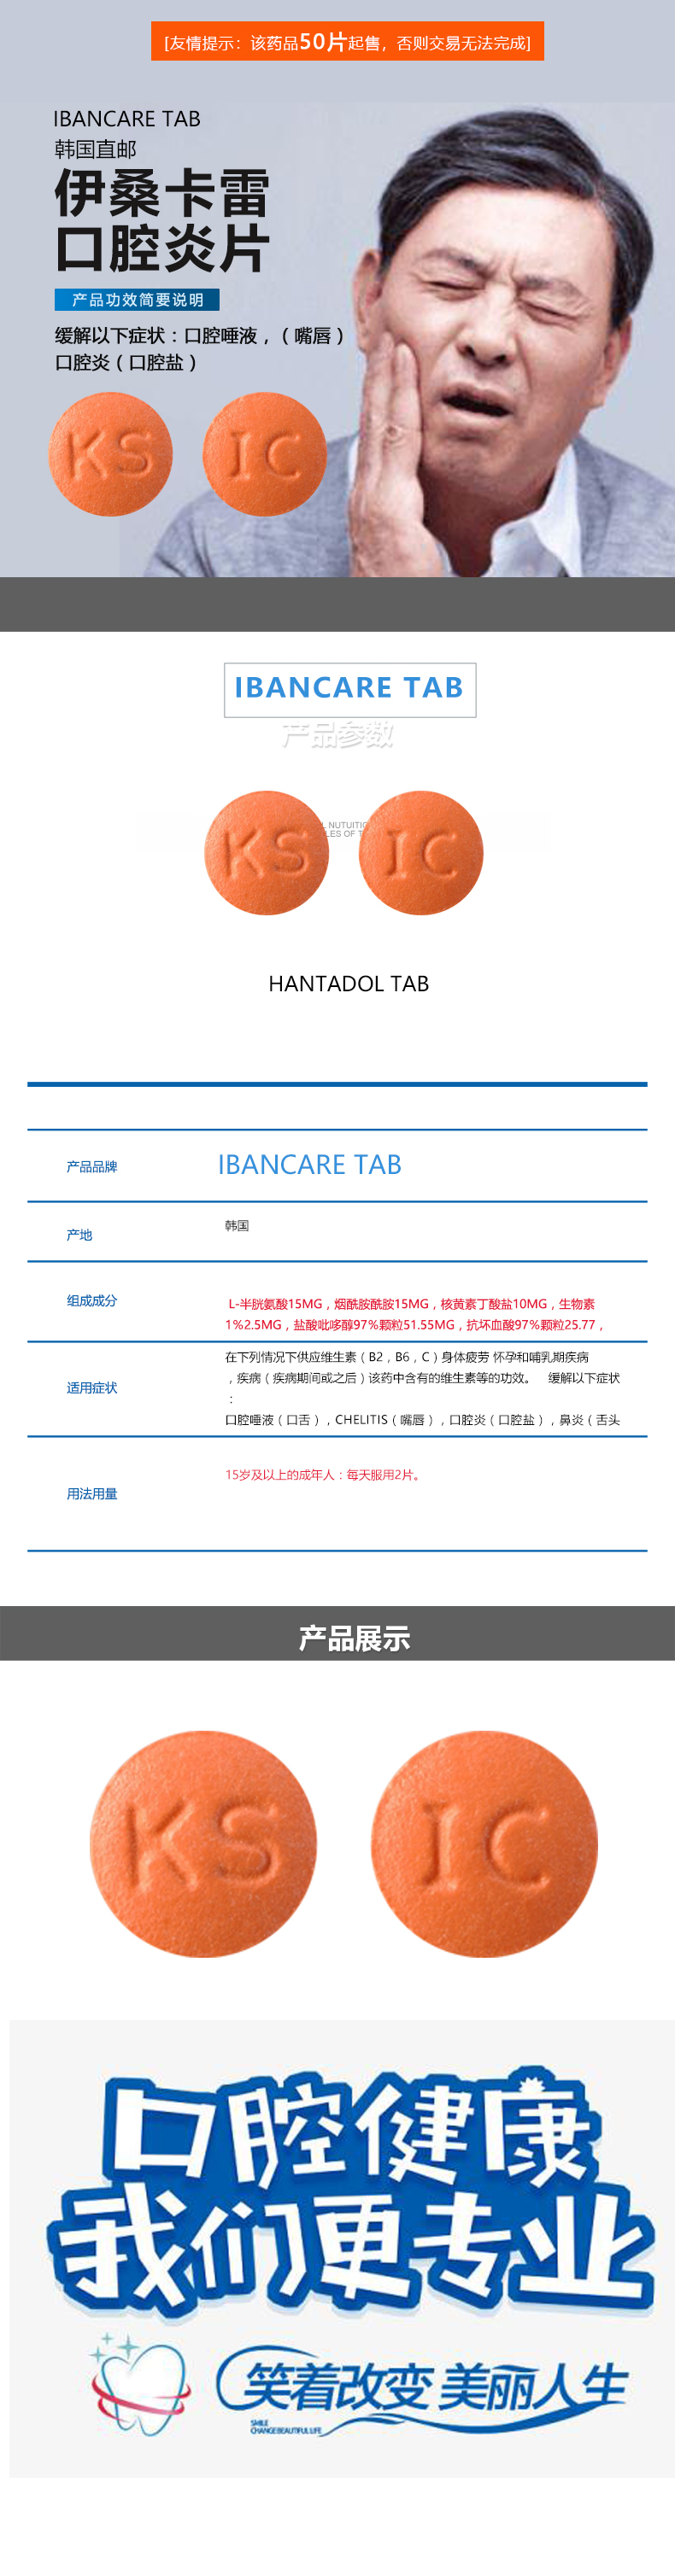 [友情提示：该药品50片起售，否则交易无法完成]
IBANCARE TAB
韩国直邮
伊桑卡雷
口腔炎片
产品功效简要说明
缓解以下症状：口腔唾液，（嘴唇）
口腔炎（口腔盐）
KS IC
IBANCARE TAB
产品参数
L NUTUITIO
LES OF T
KS IC
HANTADOL TAB
产品品牌 IBANCARE TAB
产地 韩国
组成成分 L-半胱氨酸15MG，烟酰胺酰胺15MG，核黄素丁酸盐10MG，生物素
1%2.5MG，盐酸吡哆醇97%颗粒51.55MG，抗坏血酸97%颗粒25.77，
适用症状 在下列情况下供应维生素（B2，B6，C）身体疲劳 怀孕和哺乳期疾病
，疾病（疾病期间或之后）该药中含有的维生素等的功效。 缓解以下症状
：
口腔唾液（口舌），CHELITIS（嘴唇），口腔炎（口腔盐），鼻炎（舌头
用法用量 15岁及以上的成年人：每天服用2片。
产品展示
KS IC
口腔健康
我们更专业
笑着改变 美丽人生
SMILE
CHANGE BEAUTIFUL LIFE